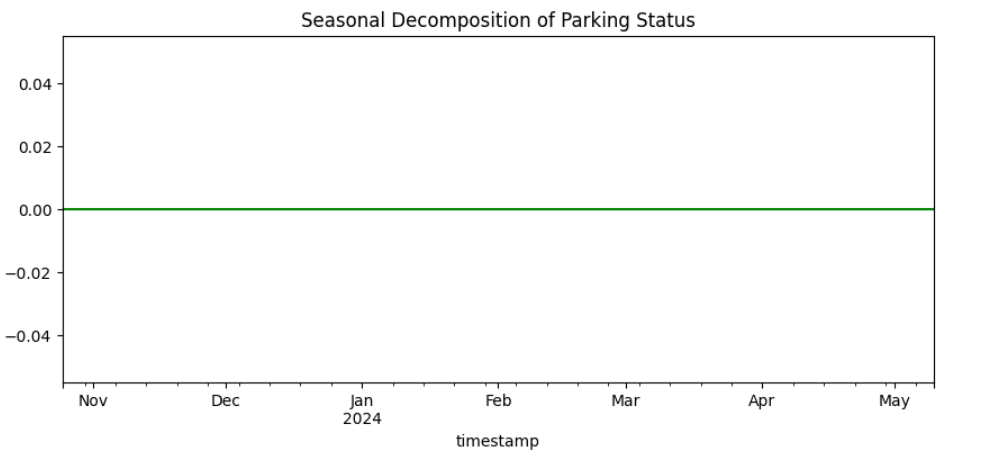 Seasonal Decomposition of Parking Status
0.04
0.02
0.00
−0.02
−0.04
Nov Dec Jan Feb Mar Apr May
2024
timestamp